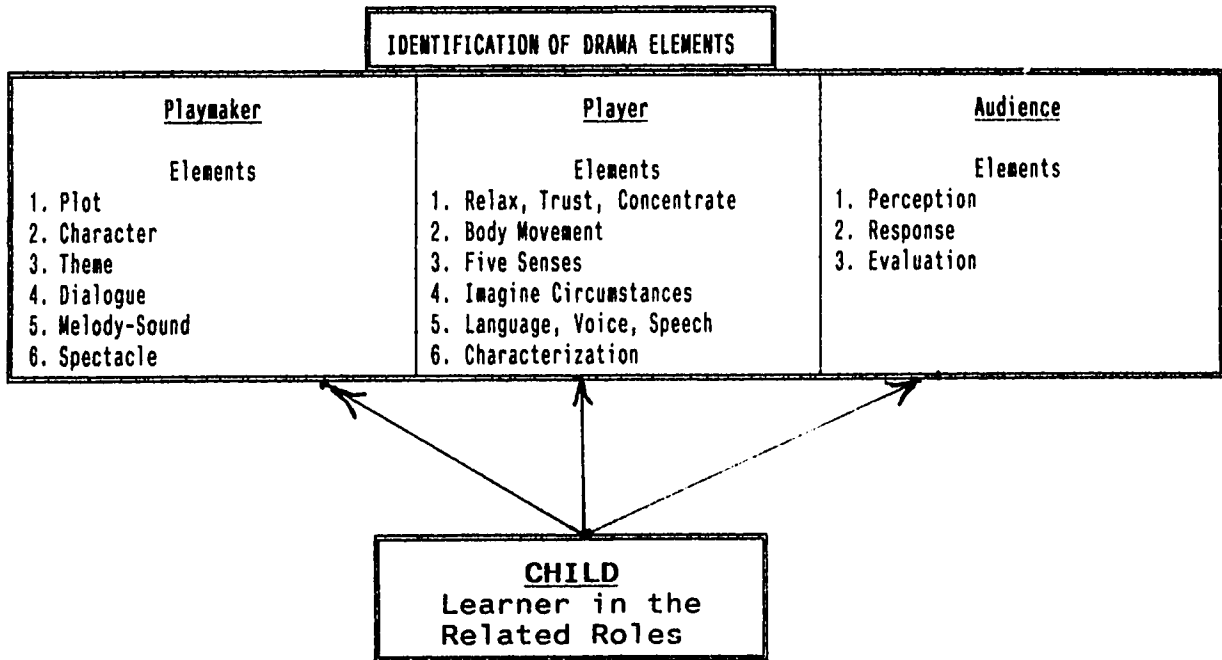 IDENTIFICATION OF DRAMA ELEMENTS
Playmaker
Elements
1. Plot
2. Character
3. Theme
4. Dialogue
5. Melody-Sound
6. Spectacle
Player
Elements
1. Relax, Trust, Concentrate
2. Body Movement
3. Five Senses
4. Imagine Circumstances
5. Language, Voice, Speech
6. Characterization
Audience
Elements
1. Perception
2. Response
3. Evaluation
CHILD
Learner in the
Related Roles